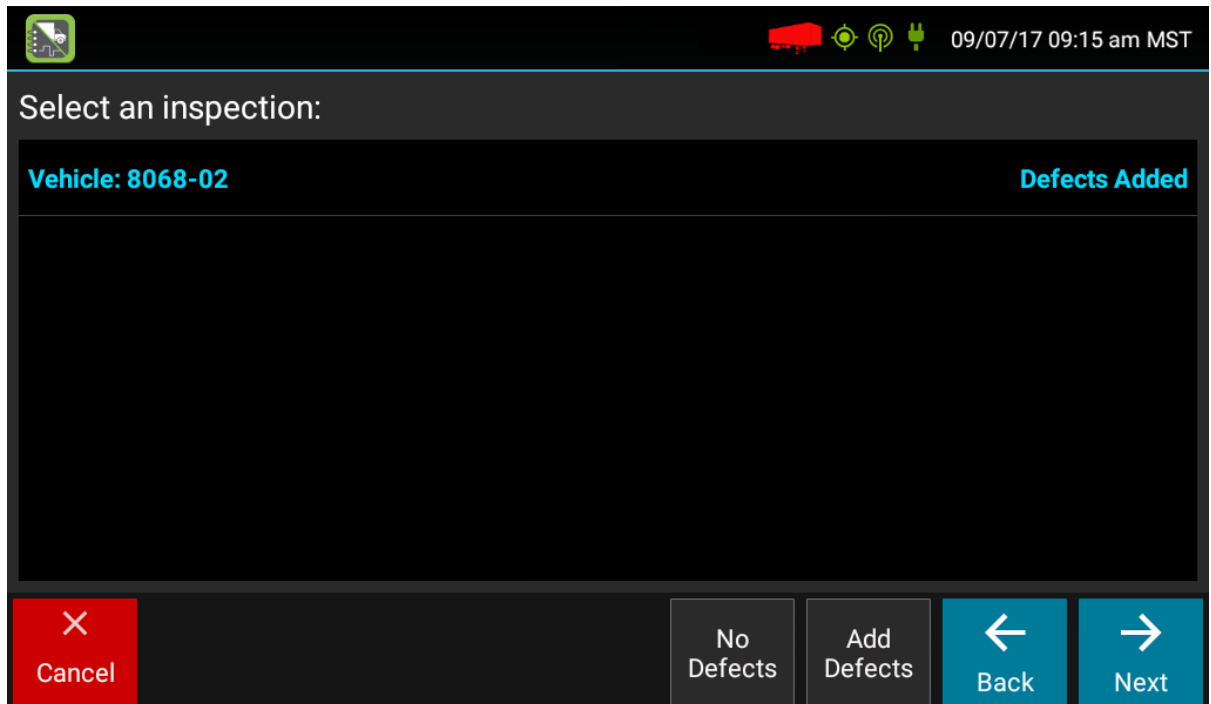 09/07/17 09:15 am MST
Select an inspection:
Vehicle: 8068-02 Defects Added
Cancel
No
Defects
Add
Defects
Back
Next